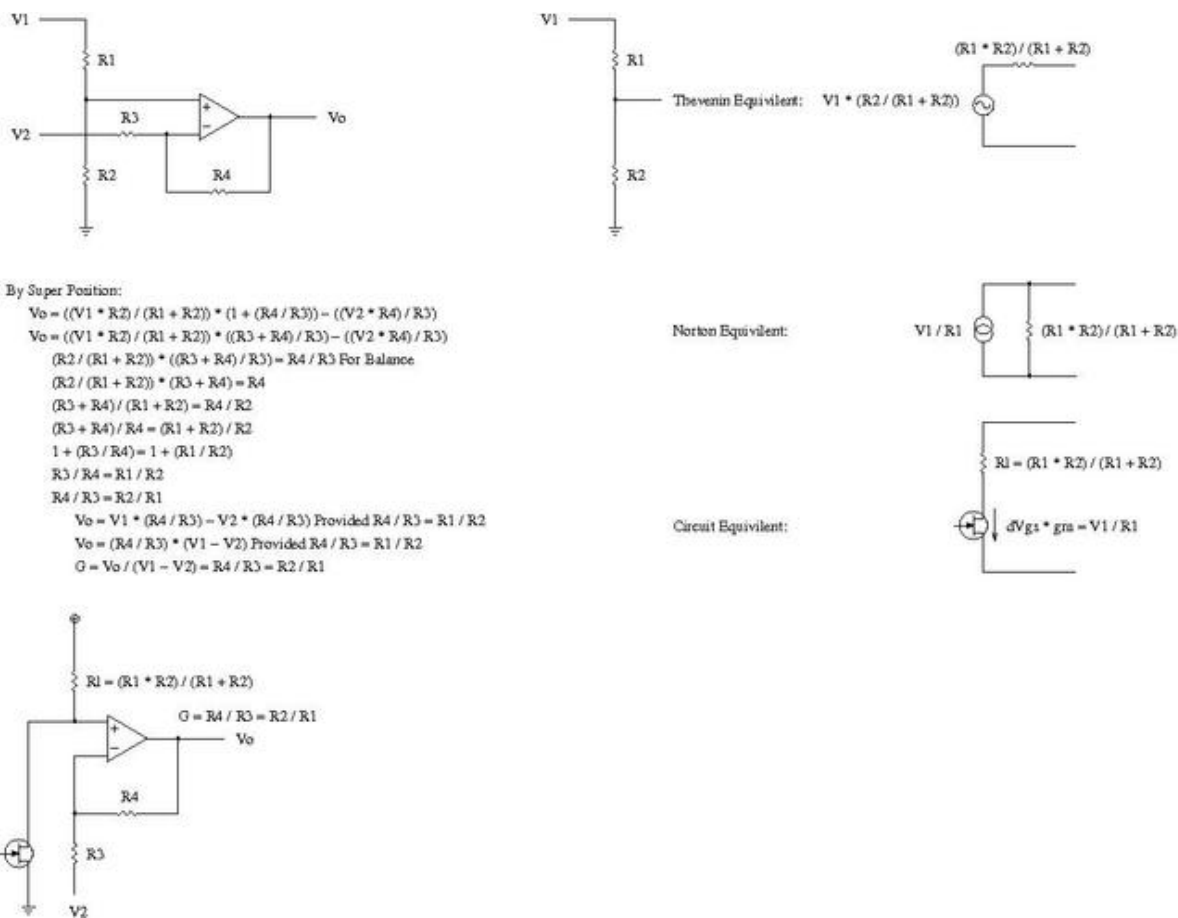 V1
R1
R3
V2
Vo
R2
R4
V1
R1
Thevenin Equivilent: V1 * (R2 / (R1 + R2))
(R1 * R2) / (R1 + R2)
R2
By Super Position:
Vo = ((V1 * R2) / (R1 + R2)) * (1 + (R4 / R3)) – ((V2 * R4) / R3)
Vo = ((V1 * R2) / (R1 + R2)) * ((R3 + R4) / R3) – ((V2 * R4) / R3)
(R2 / (R1 + R2)) * ((R3 + R4) / R3) = R4 / R3 For Balance
(R2 / (R1 + R2)) * (R3 + R4) = R4
(R3 + R4) / (R1 + R2) = R4 / R2
(R3 + R4) / R4 = (R1 + R2) / R2
1 + (R3 / R4) = 1 + (R1 / R2)
R3 / R4 = R1 / R2
R4 / R3 = R2 / R1
Vo = V1 * (R4 / R3) – V2 * (R4 / R3) Provided R4 / R3 = R1 / R2
Vo = (R4 / R3) * (V1 – V2) Provided R4 / R3 = R1 / R2
G = Vo / (V1 – V2) = R4 / R3 = R2 / R1
Norton Equivilent:
V1 / R1
(R1 * R2) / (R1 + R2)
Circuit Equivilent:
Rl = (R1 * R2) / (R1 + R2)
dVgs * gm = V1 / R1
Rl = (R1 * R2) / (R1 + R2)
G = R4 / R3 = R2 / R1
Vo
R4
R3
V2